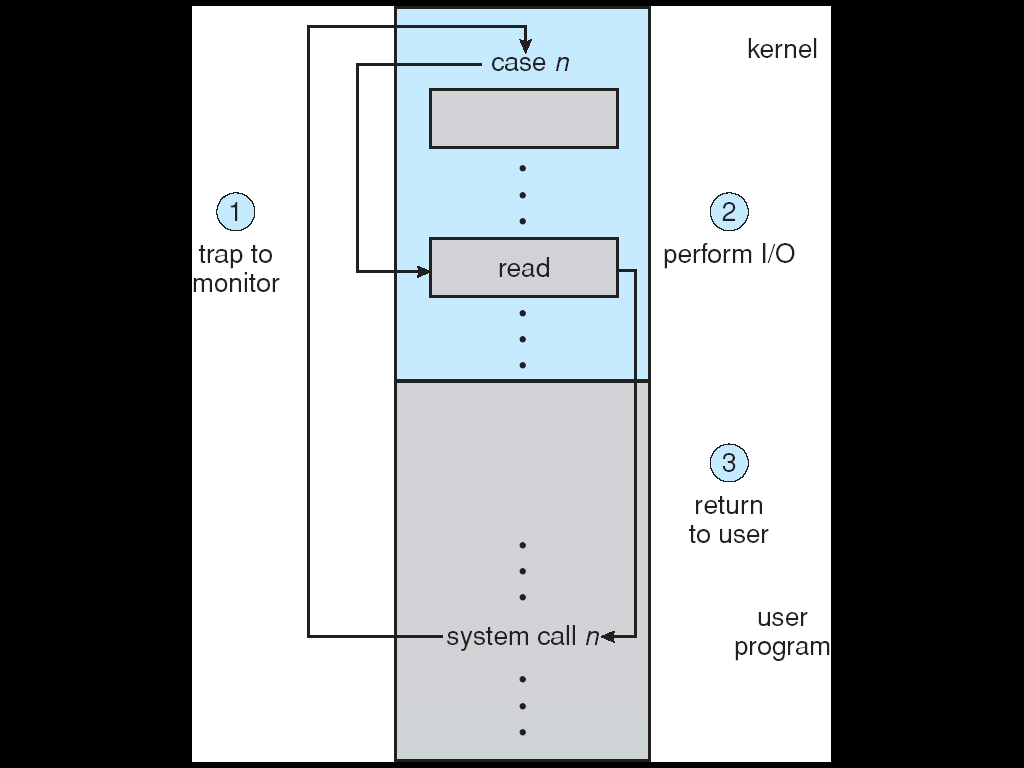 kernel
case n
1
trap to
monitor
2
perform I/O
read
3
return
to user
user
program
system call n